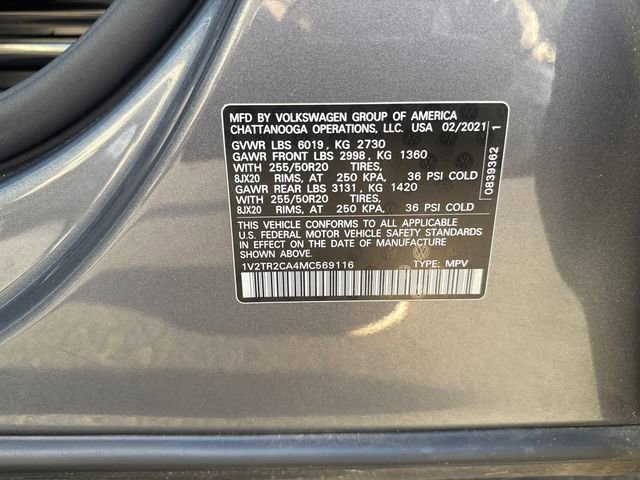 MFD BY VOLKSWAGEN GROUP OF AMERICA
CHATTANOOGA OPERATIONS, LLC. USA 02/2021
GVWR LBS 6019, KG 2730
GAWR FRONT LBS 2998, KG 1360
WITH 255/50R20 TIRES,
8JX20 RIMS, AT 250 KPA, 36 PSI COLD
GAWR REAR LBS 3131, KG 1420
WITH 255/50R20 TIRES,
8JX20 RIMS, AT 250 KPA, 36 PSI COLD
THIS VEHICLE CONFORMS TO ALL APPLICABLE
U.S. FEDERAL MOTOR VEHICLE SAFETY STANDARDS
IN EFFECT ON THE DATE OF MANUFACTURE
SHOWN ABOVE.
1V2TR2CA4MC569116 TYPE: MPV
0839362 1